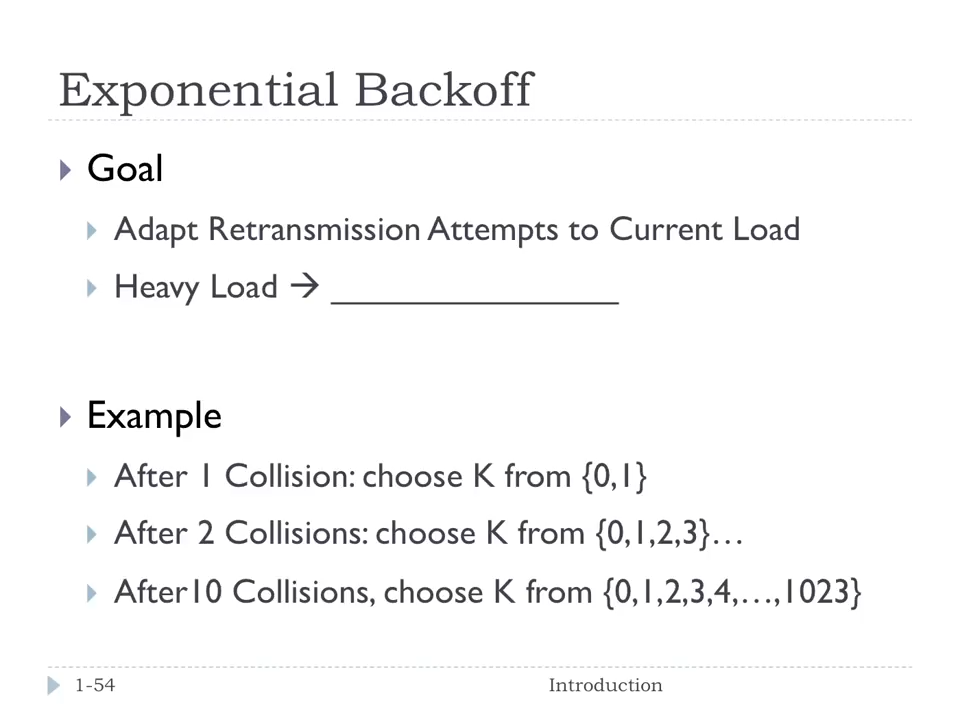 Exponential Backoff
Goal
Adapt Retransmission Attempts to Current Load
Heavy Load → ________________
Example
After 1 Collision: choose K from {0,1}
After 2 Collisions: choose K from {0,1,2,3}…
After10 Collisions, choose K from {0,1,2,3,4,…,1023}
1-54 Introduction